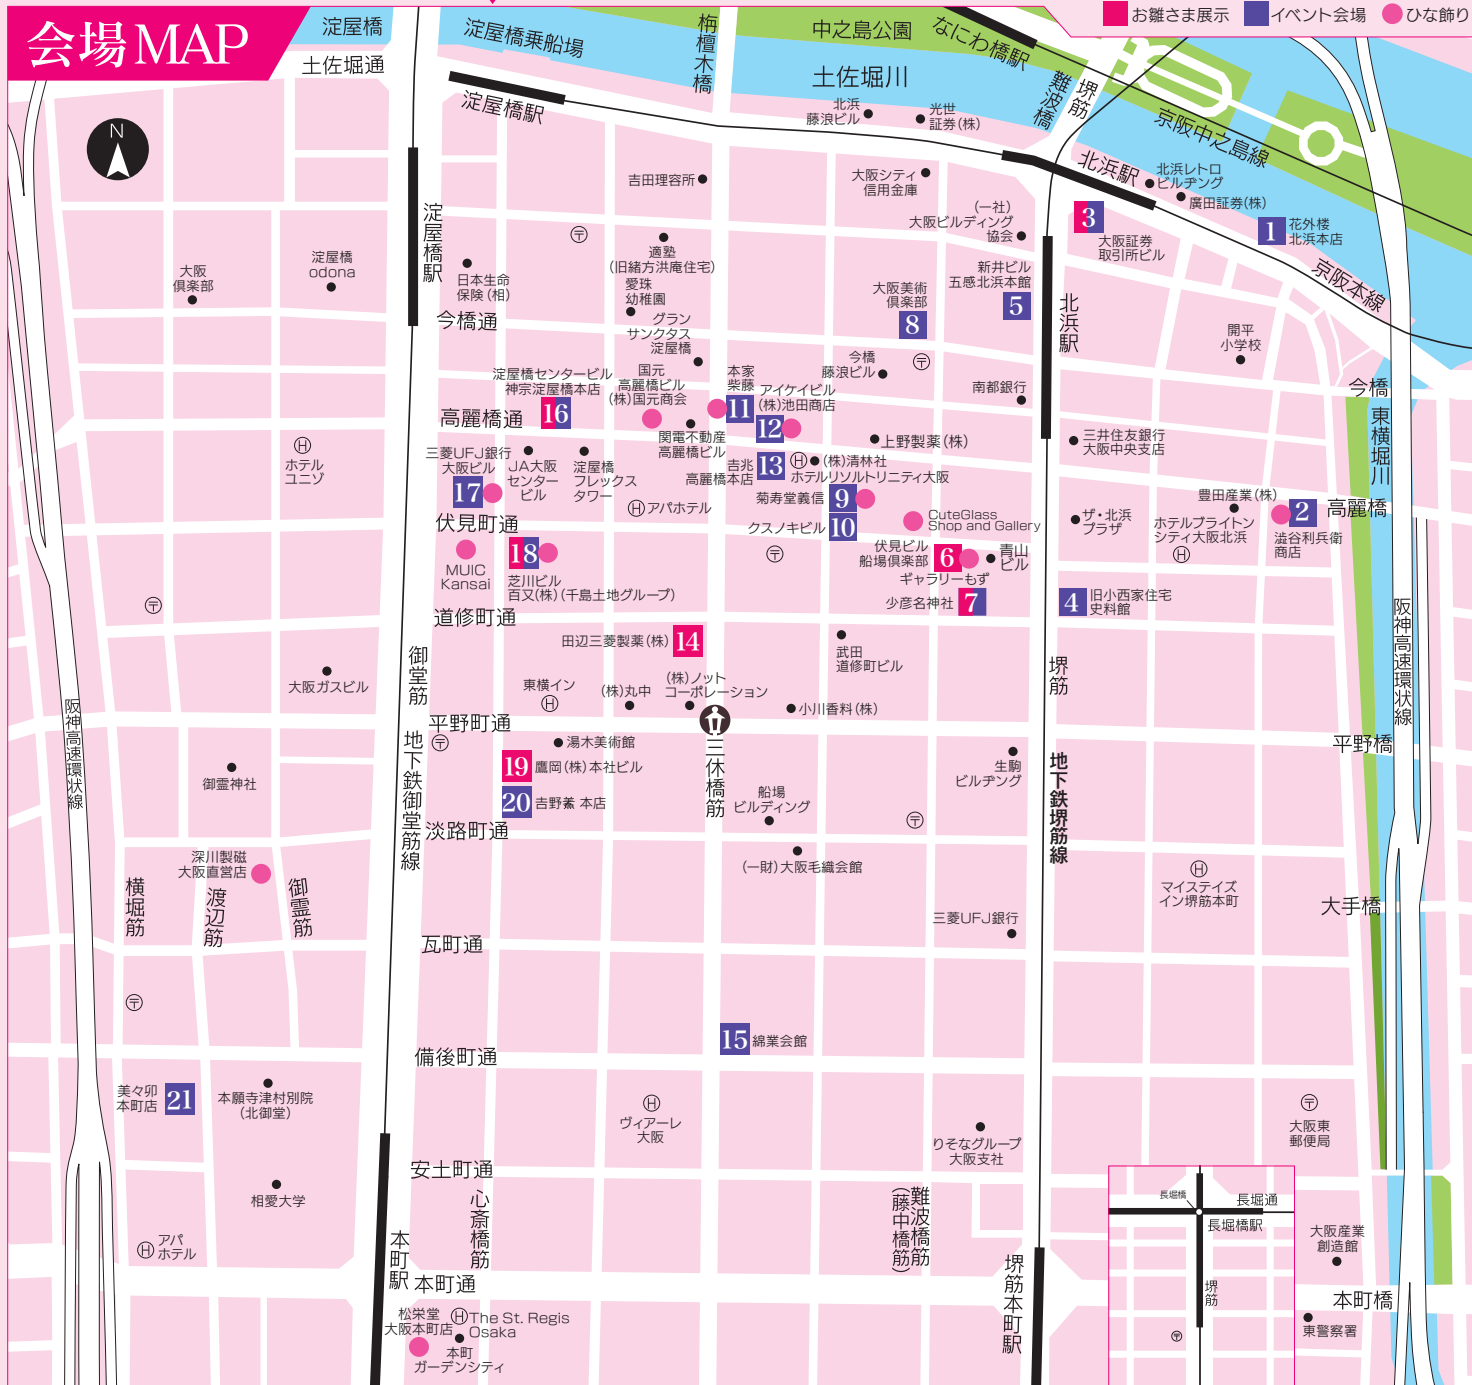 会場MAP
お雛さま展示
イベント会場
ひな飾り
淀屋橋
土佐堀通
淀屋橋乗船場
栴檀木橋
中之島公園
なにわ橋駅
土佐堀川
難波橋
堺筋
京阪中之島線
淀屋橋駅
北浜
藤浪ビル
光世
証券(株)
北浜駅
北浜レトロ
ビルヂング
廣田証券(株)
N
吉田理容所
大阪シティ
信用金庫
(一社)
大阪ビルディング
協会
3
大阪証券
取引所ビル
1
花外楼
北浜本店
京阪本線
淀屋橋駅
〒
適塾
(旧緒方洪庵住宅)
愛珠
幼稚園
日本生命
保険(相)
淀屋橋
odona
大阪
倶楽部
新井ビル
五感北浜本館
5
大阪美術
倶楽部
8
北浜駅
開平
小学校
今橋通
グラン
サンクタス
淀屋橋
今橋
藤浪ビル
〒
南都銀行
今橋
東横堀川
淀屋橋センタービル
神宗淀屋橋本店
16
国元
高麗橋ビル
(株)国元商会
本家
柴藤
11
アイケイビル
(株)池田商店
12
高麗橋通
関電不動産
高麗橋ビル
上野製薬(株)
三井住友銀行
大阪中央支店
H
ホテル
ユニゾ
三菱UFJ銀行
大阪ビル
17
JA大阪
センター
ビル
淀屋橋
フレックス
タワー
吉兆
高麗橋本店
13
H
(株)清林社
ホテルリソルトリニティ大阪
H アパホテル
菊寿堂義信
9
クスノキビル
10
CuteGlass
Shop and Gallery
ザ・北浜
プラザ
豊田産業(株)
ホテルブライトン
シティ大阪北浜
H
2
澁谷利兵衛
商店
高麗橋
伏見町通
MUIC
Kansai
18
芝川ビル
百又(株)(千島土地グループ)
〒
伏見ビル
船場倶楽部
6
青山
ビル
ギャラリーもず
少彦名神社
7
4
旧小西家住宅
史料館
〒
道修町通
田辺三菱製薬(株)
14
武田
道修町ビル
阪神高速環状線
御堂筋
堺筋
大阪ガスビル
東横イン
H
(株)丸中
(株)ノット
コーポレーション
小川香料(株)
阪神高速環状線
平野町通
地下鉄御堂筋線
〒
湯木美術館
三休橋筋
生駒
ビルヂング
地下鉄堺筋線
平野橋
御霊神社
19
鷹岡(株)本社ビル
20
船場
ビルディング
〒
淡路町通
(一財)大阪毛織会館
深川製磁
大阪直営店
横堀筋
渡辺筋
御霊筋
H
マイステイズ
イン堺筋本町
大手橋
三菱UFJ銀行
瓦町通
〒
15
綿業会館
備後町通
美々卯
本町店
21
本願寺津村別院
(北御堂)
H
ヴィアーレ
大阪
りそなグループ
大阪支社
〒
大阪東
郵便局
安土町通
相愛大学
心斎橋筋
難波橋筋
(藤中橋筋)
長堀橋
長堀通
長堀橋駅
堺筋
〒
大阪産業
創造館
H
アパ
ホテル
本町駅
本町通
堺筋本町駅
本町橋
東警察署
松栄堂
大阪本町店
H The St. Regis
Osaka
本町
ガーデンシティ